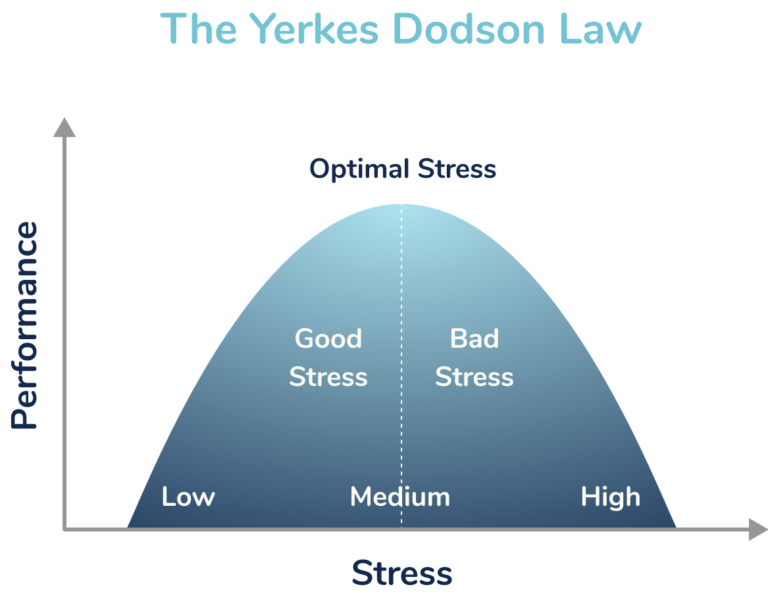 The Yerkes Dodson Law
Optimal Stress
Performance
Good
Stress
Bad
Stress
Low
Medium
High
Stress